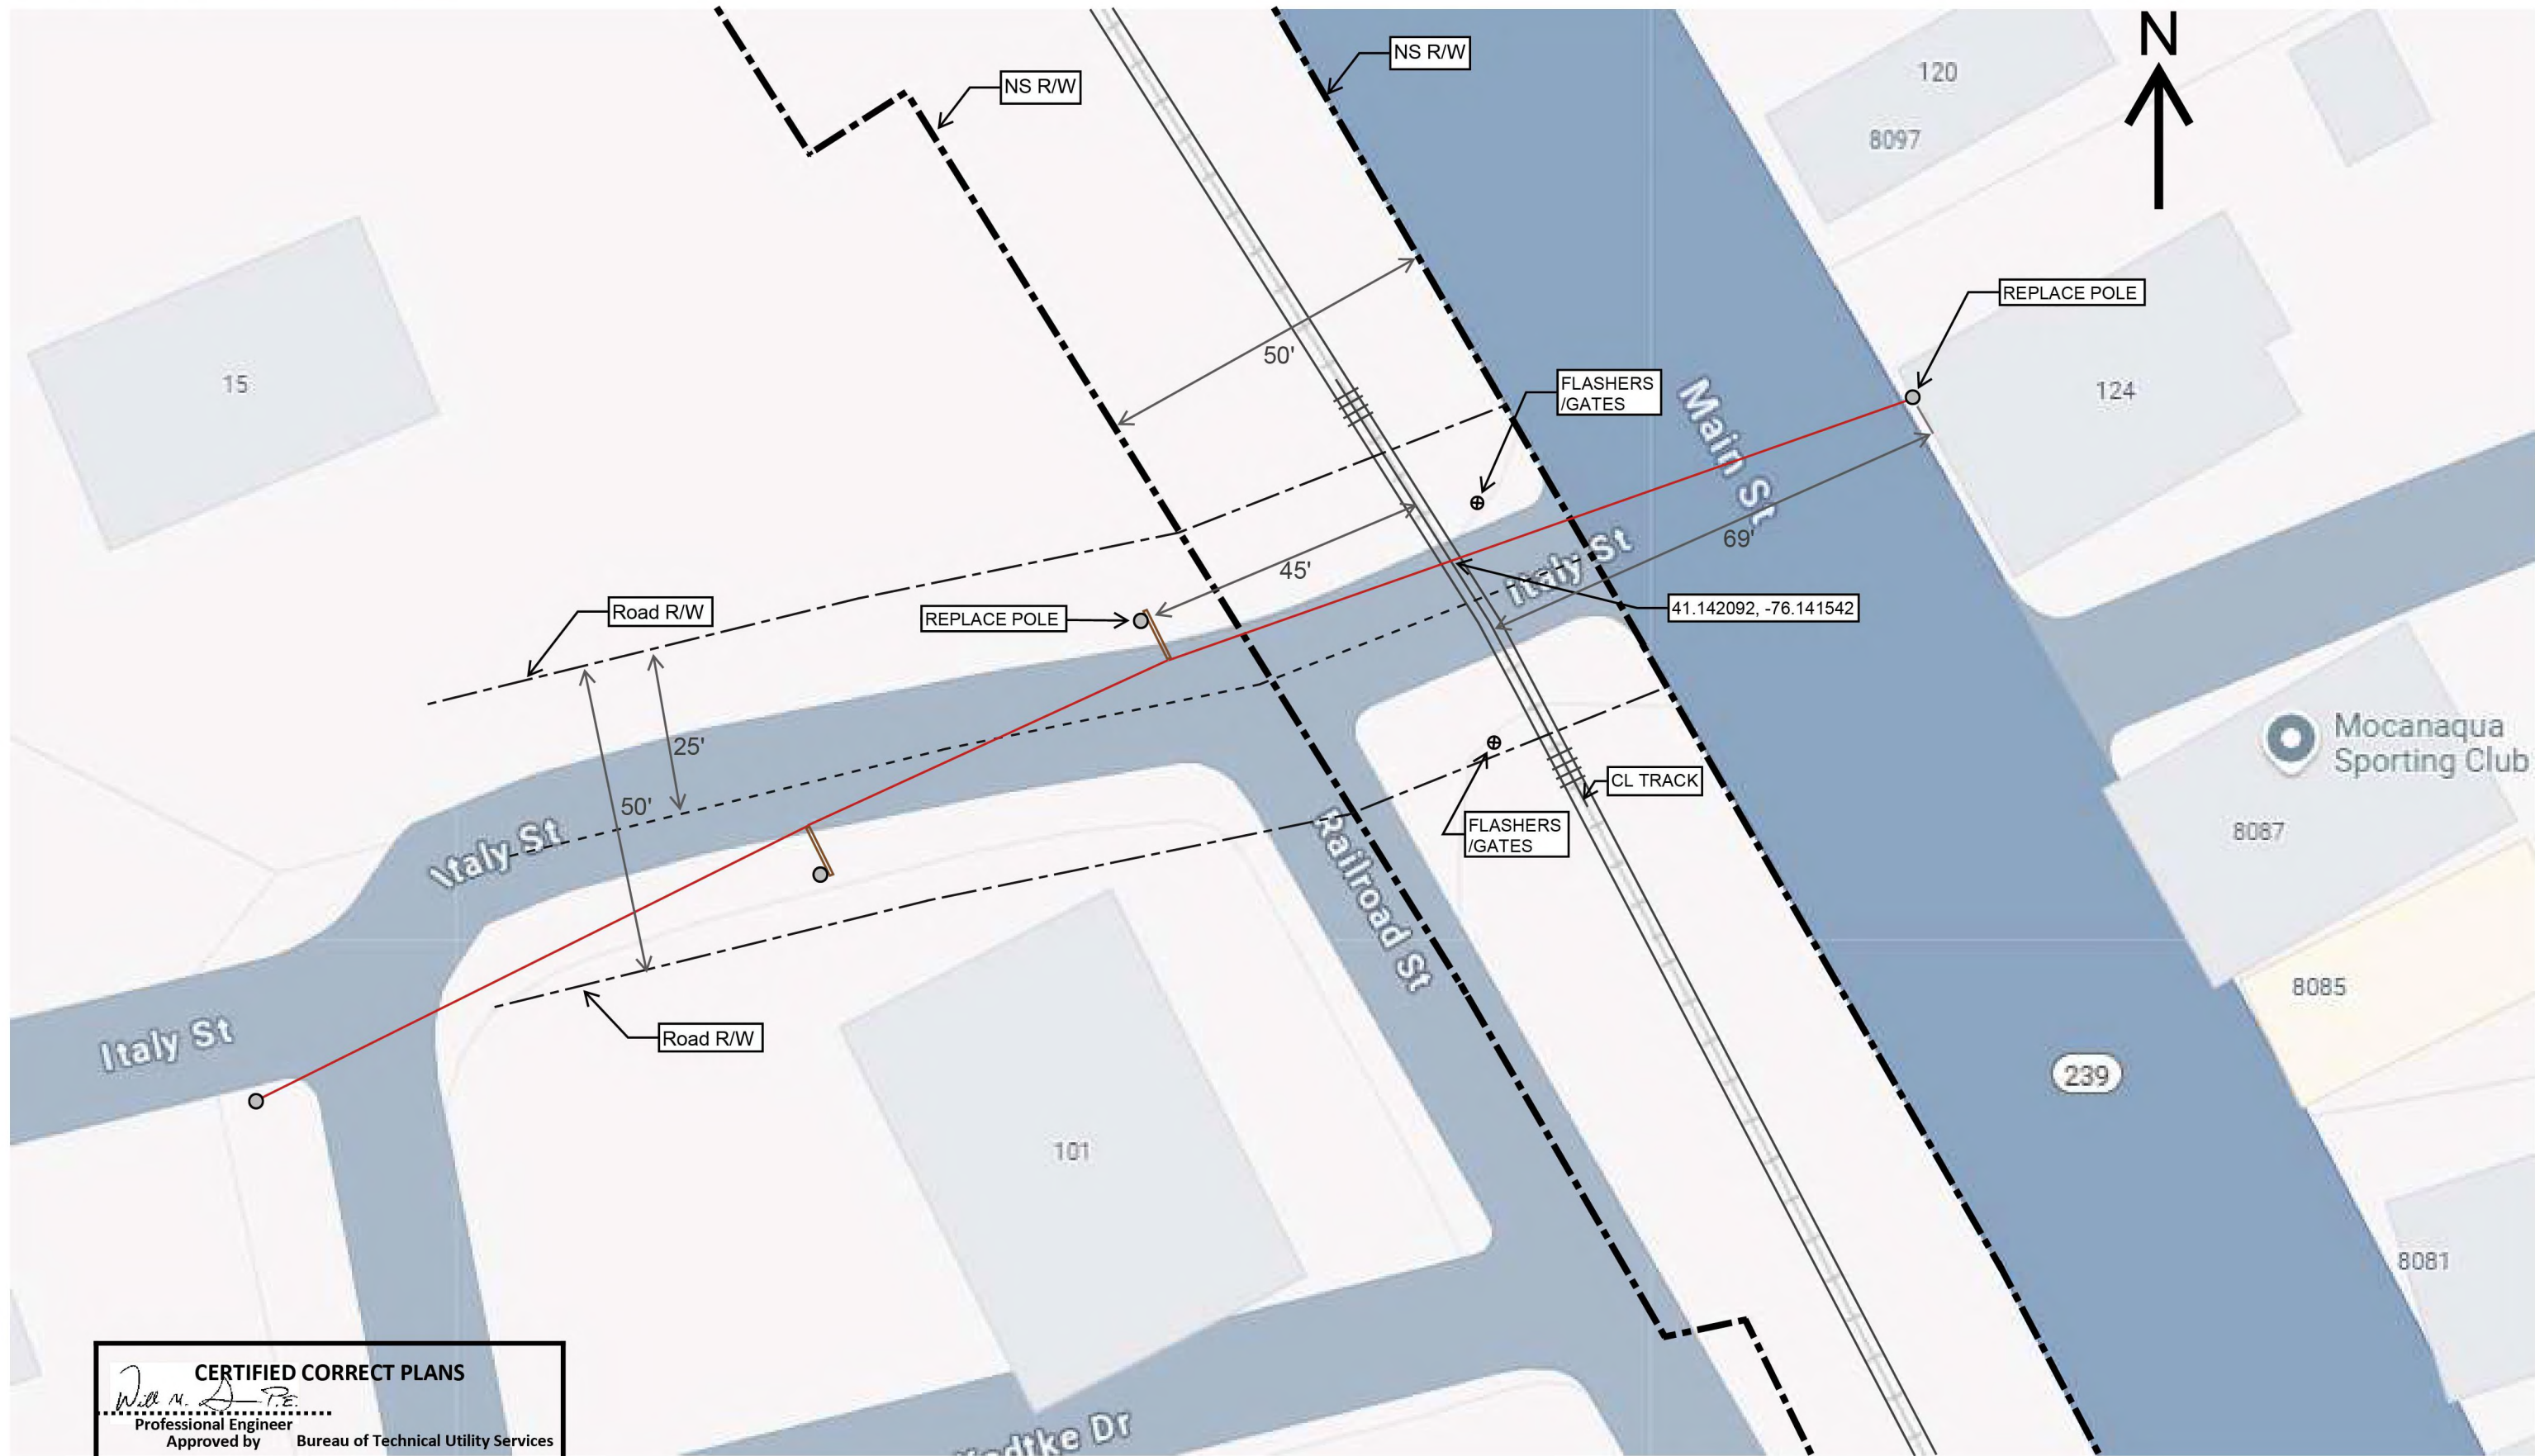 N
NS R/W
NS R/W
120
8097
REPLACE POLE
50'
15
FLASHERS
/GATES
124
Main St
69'
Italy St
45'
Road R/W
REPLACE POLE
41.142092, -76.141542
25'
50'
Mocanaqua
Sporting Club
CL TRACK
FLASHERS
/GATES
8087
Italy St
Railroad St
8085
Italy St
Road R/W
239
101
8081
CERTIFIED CORRECT PLANS
P.E.
Professional Engineer
Approved by Bureau of Technical Utility Services
Dr